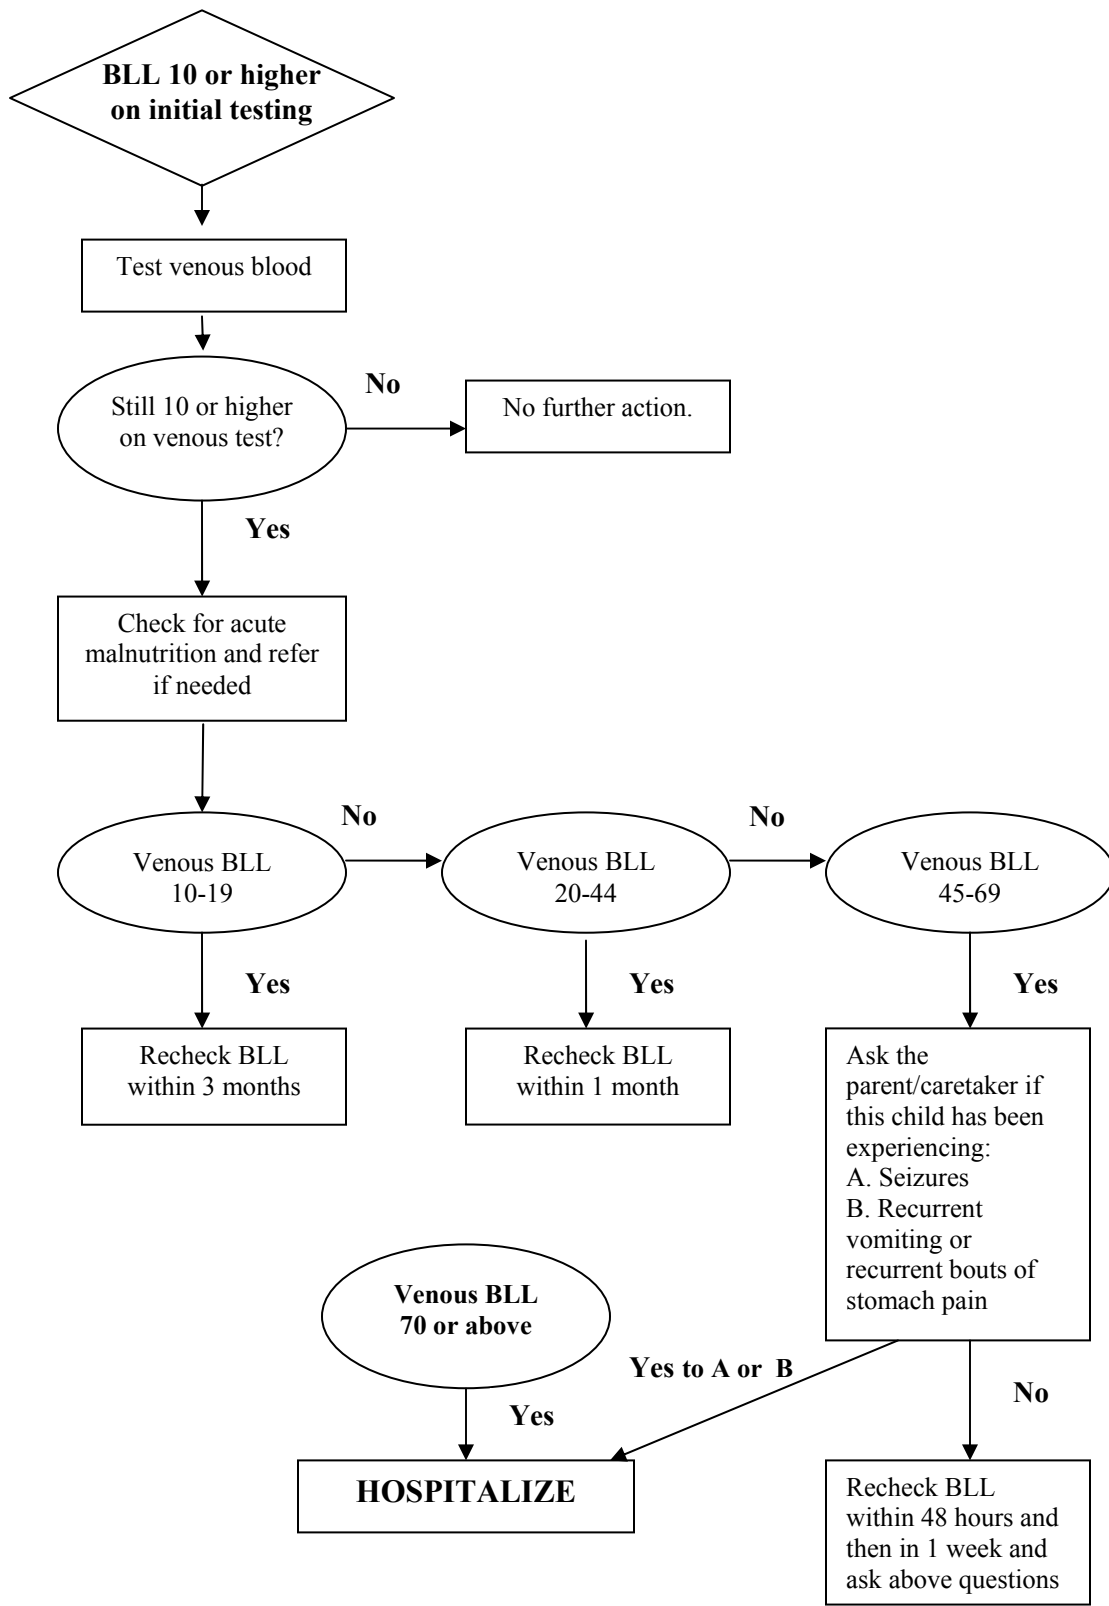 BLL 10 or higher
on initial testing
Test venous blood
Still 10 or higher
on venous test?
No
No further action.
Yes
Check for acute
malnutrition and refer
if needed
Venous BLL
10-19
No
Venous BLL
20-44
No
Venous BLL
45-69
Yes
Yes
Yes
Recheck BLL
within 3 months
Recheck BLL
within 1 month
Ask the
parent/caretaker if
this child has been
experiencing:
A. Seizures
B. Recurrent
vomiting or
recurrent bouts of
stomach pain
Venous BLL
70 or above
Yes to A or B
Yes
No
HOSPITALIZE
Recheck BLL
within 48 hours and
then in 1 week and
ask above questions